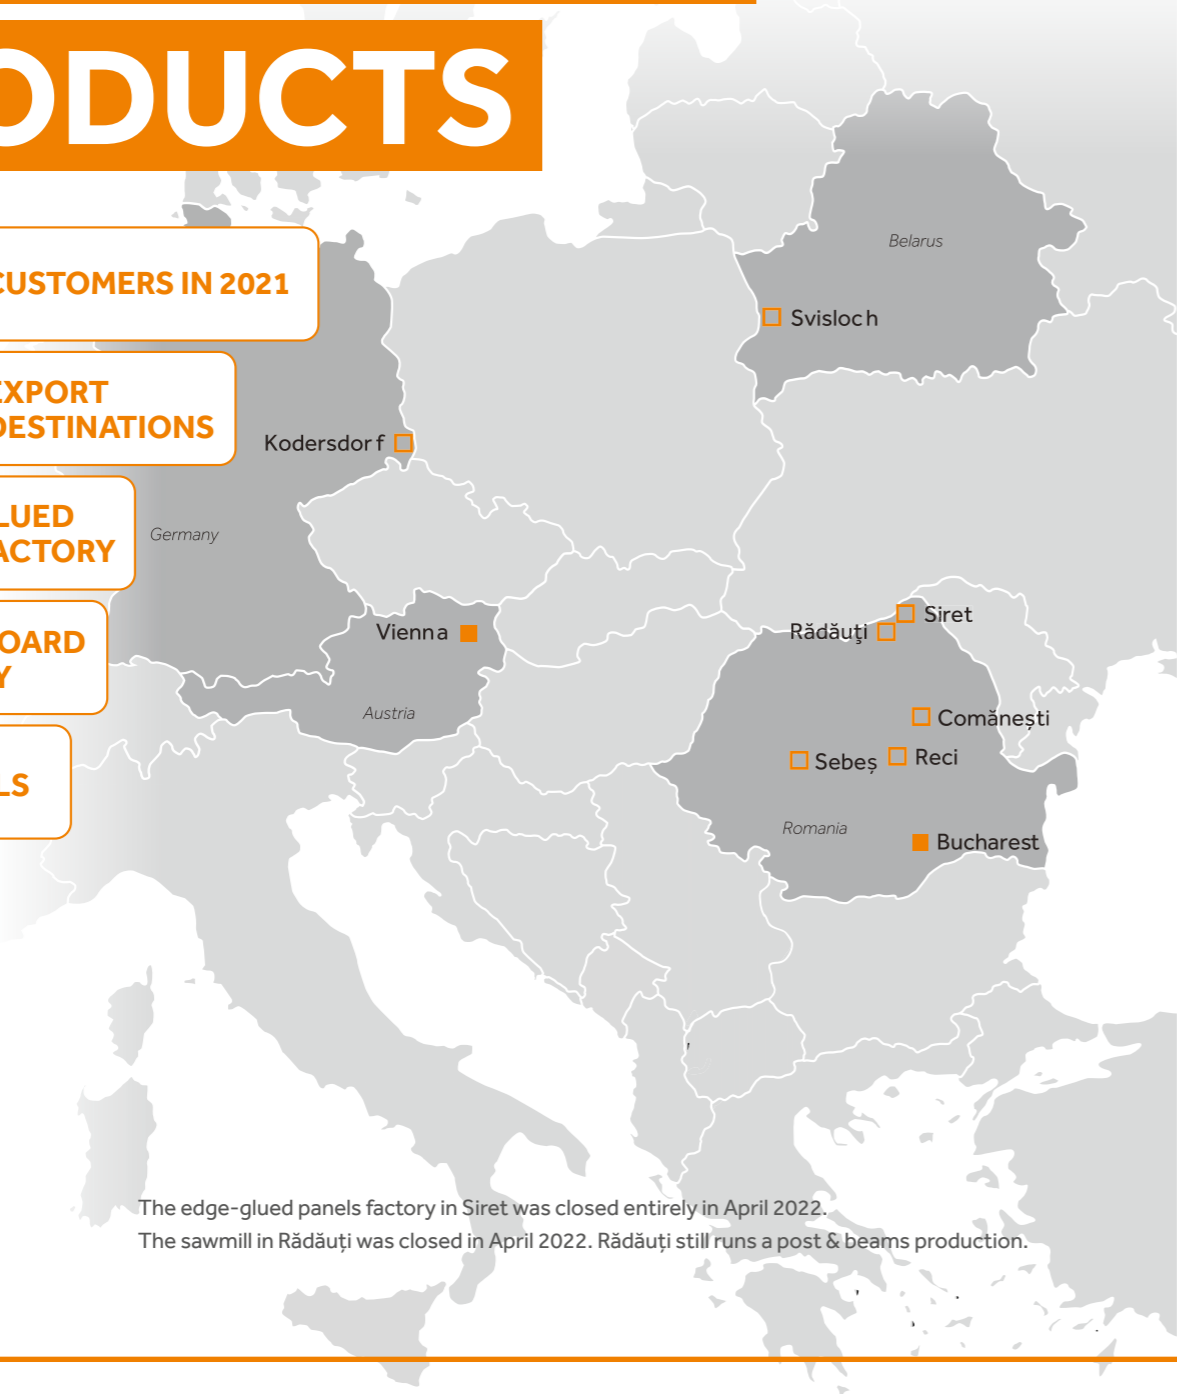 ODUCTS
CUSTOMERS IN 2021
EXPORT
DESTINATIONS
LUED
ACTORY
OARD
Y
LS
Belarus
Svisloch
Kodersdorf
Germany
Siret
Rădăuți
Vienna
Austria
Comănești
Sebeș
Reci
Romania
Bucharest
The edge-glued panels factory in Siret was closed entirely in April 2022.
The sawmill in Rădăuți was closed in April 2022. Rădăuți still runs a post & beams production.